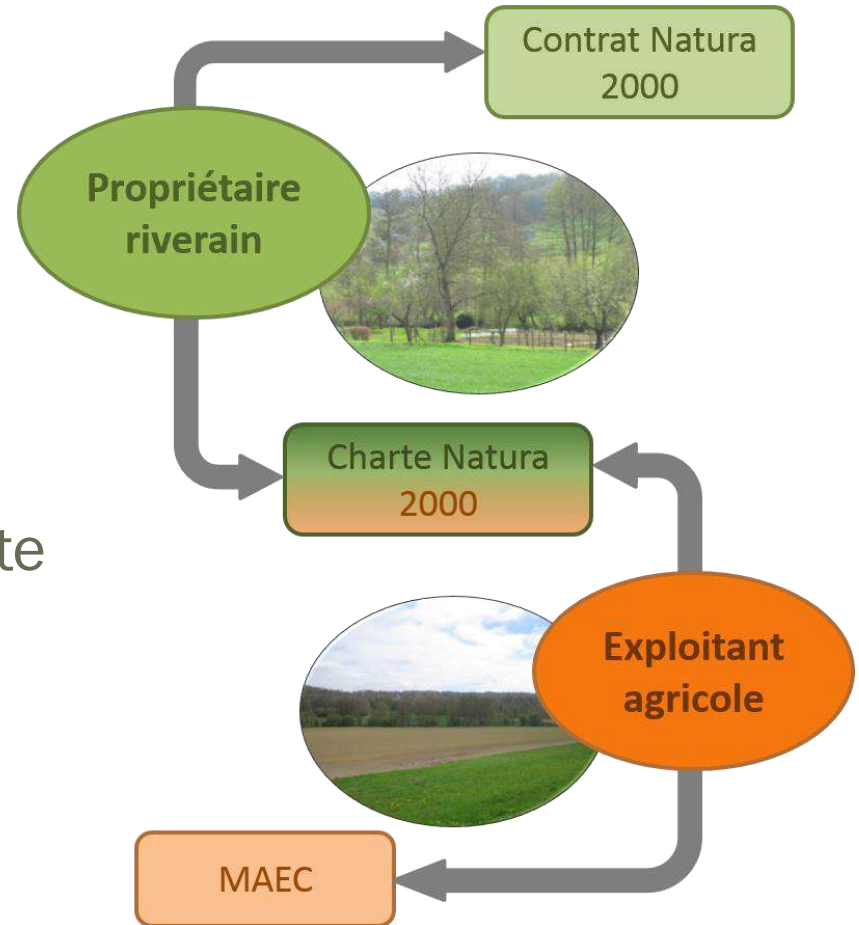 Contrat Natura
2000
Propriétaire
riverain
Charte Natura
2000
te
Exploitant
agricole
MAEC